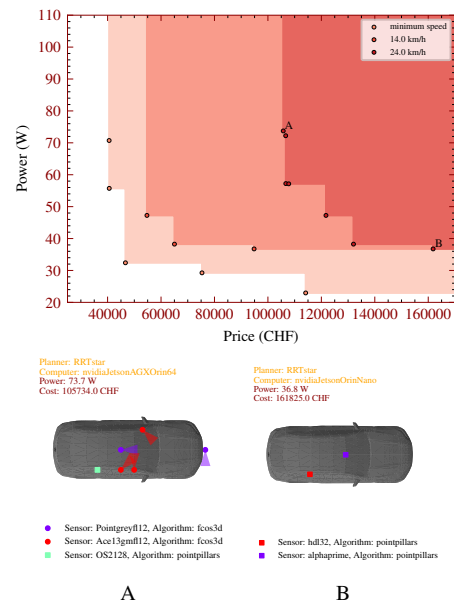 110
100
90
80
70
60
50
40
30
20
Power (W)
minimum speed
14.0 km/h
24.0 km/h
A
B
40000 60000 80000 100000 120000 140000 160000
Price (CHF)
Planner: RRTstar
Computer: nvidiaJetsonAGXOrin64
Power: 73.7 W
Cost: 105734.0 CHF
Planner: RRTstar
Computer: nvidiaJetsonOrinNano
Power: 36.8 W
Cost: 161825.0 CHF
Sensor: Pointgreyfl12, Algorithm: fcos3d
Sensor: Ace13gmfl12, Algorithm: fcos3d
Sensor: OS2128, Algorithm: pointpillars
Sensor: hdl32, Algorithm: pointpillars
Sensor: alphaprime, Algorithm: pointpillars
A
B